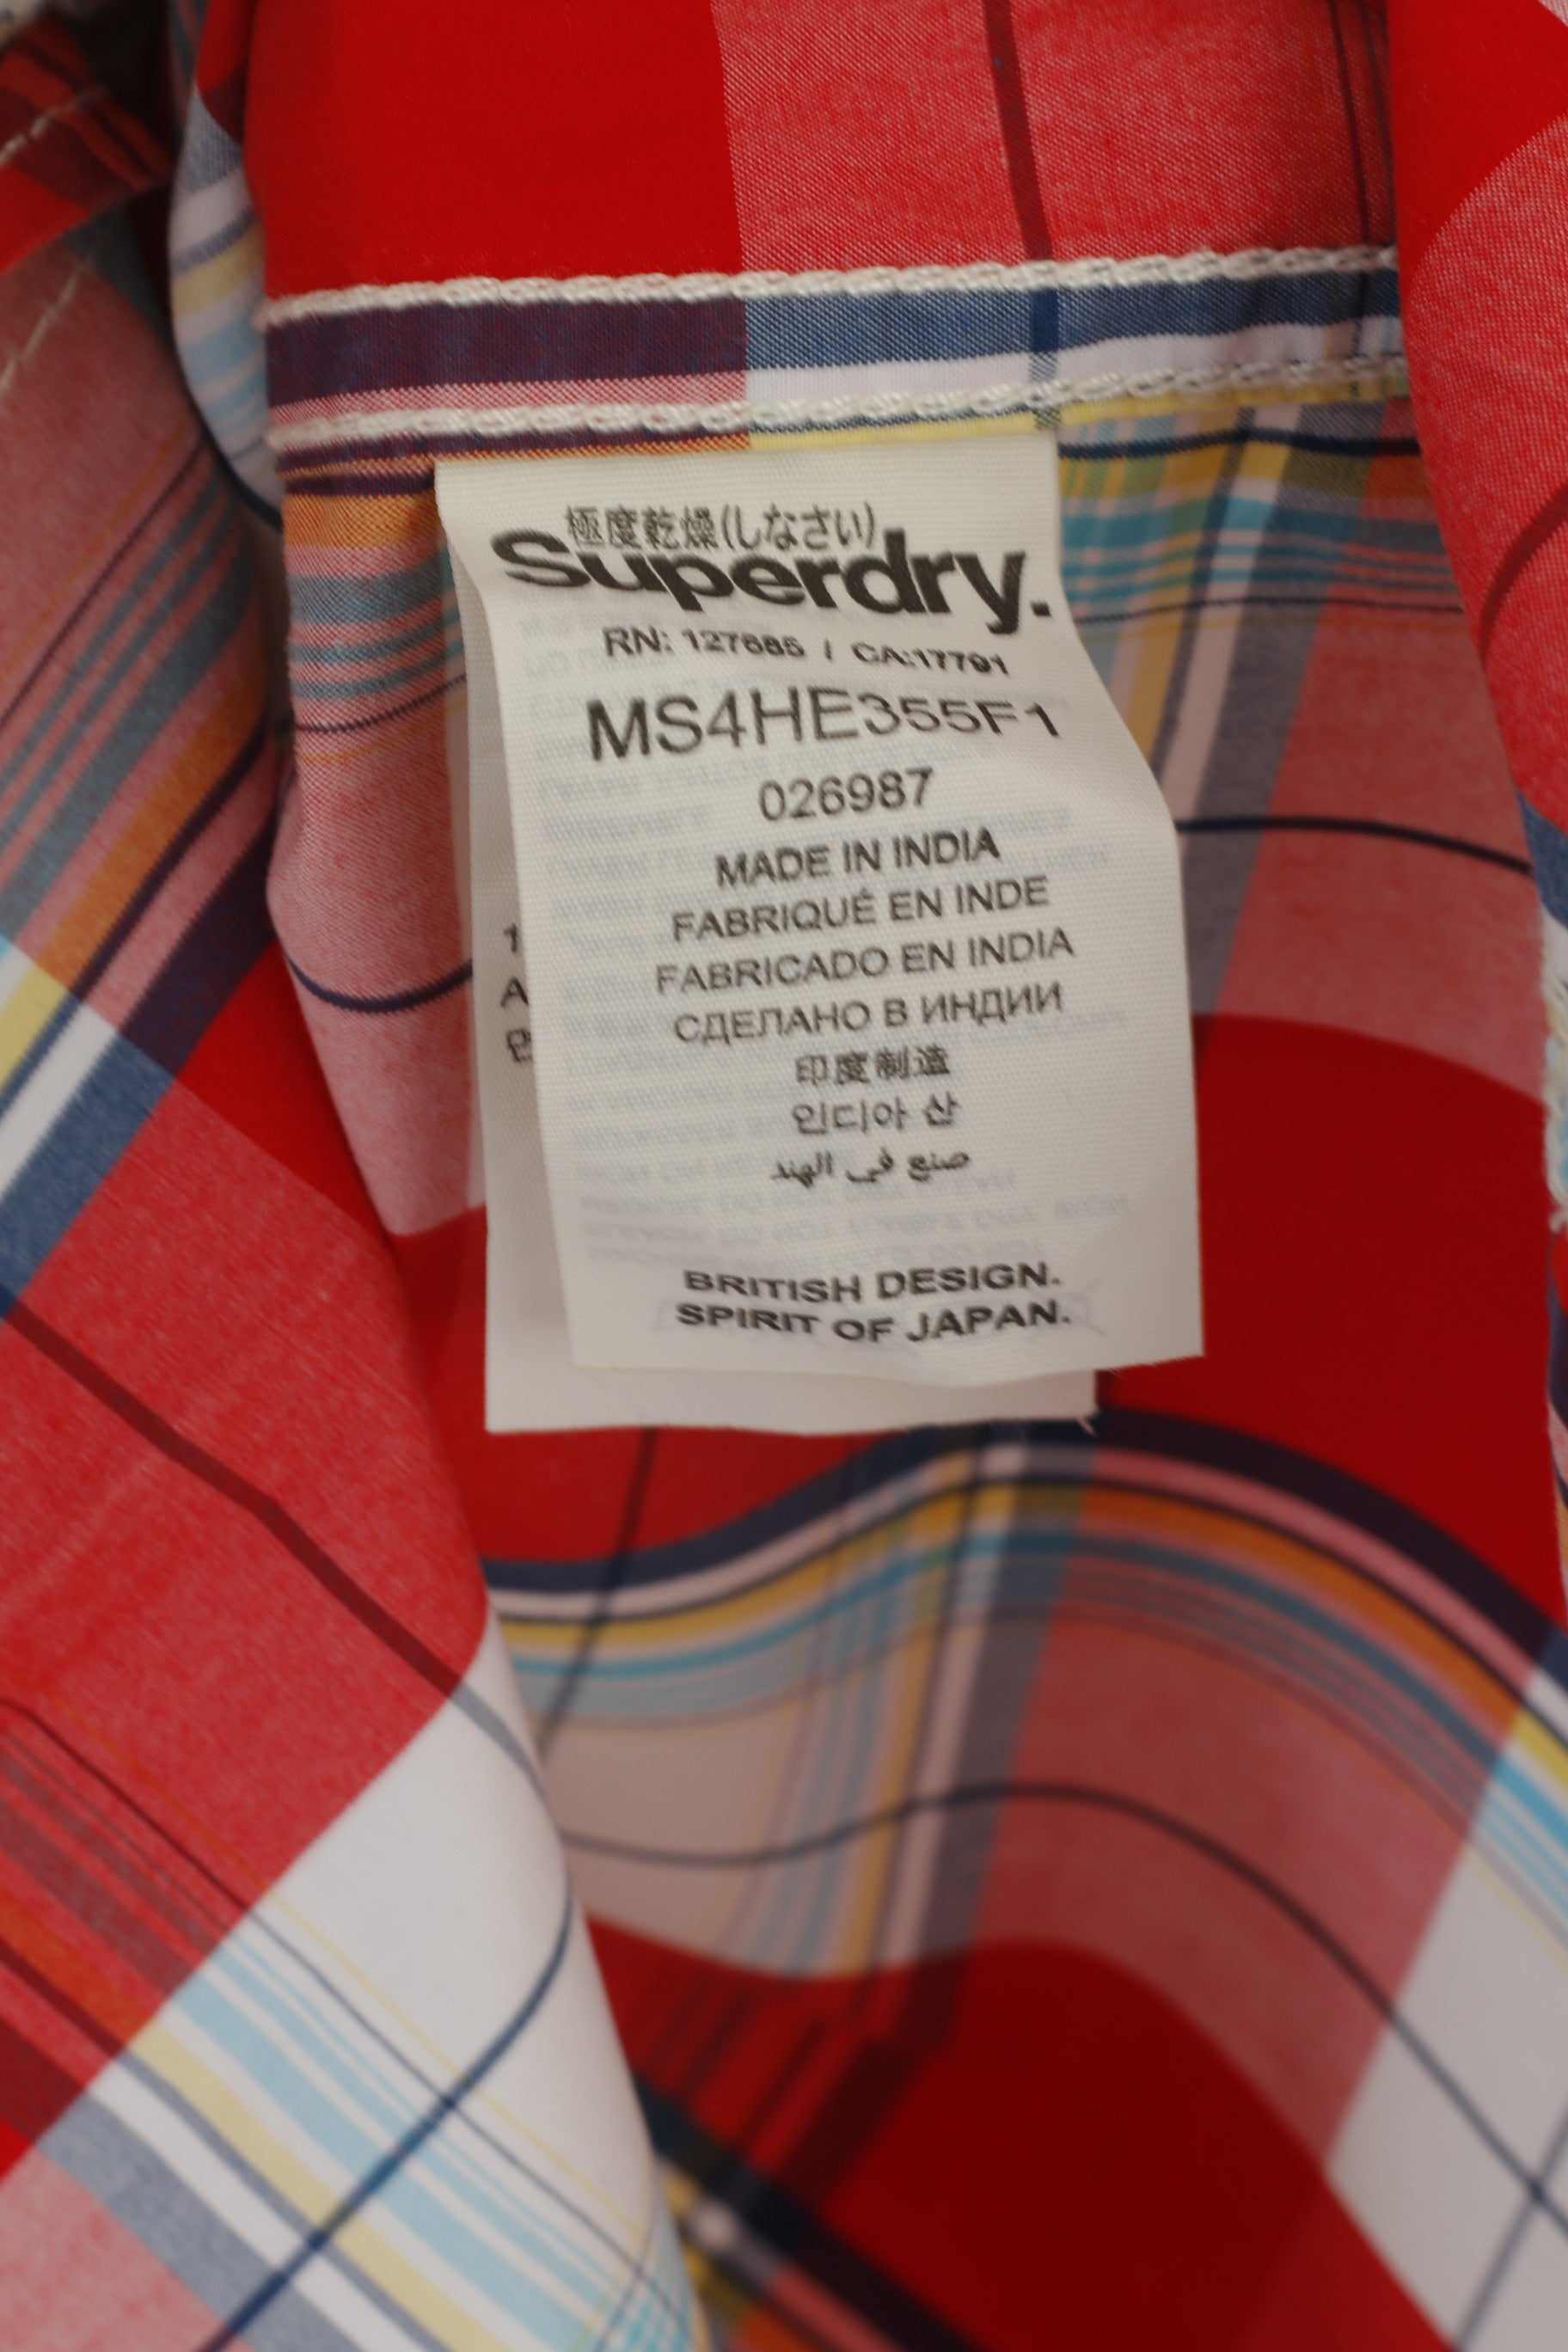 極度乾燥(しなさい)
Superdry.
RN: 127685 / CA:17791
MS4HE355F1
026987
MADE IN INDIA
FABRIQUÉ EN INDE
FABRICADO EN INDIA
СДЕЛАНО В ИНДИИ
印度制造
인디아 산
صنع في الهند
BRITISH DESIGN.
SPIRIT OF JAPAN.